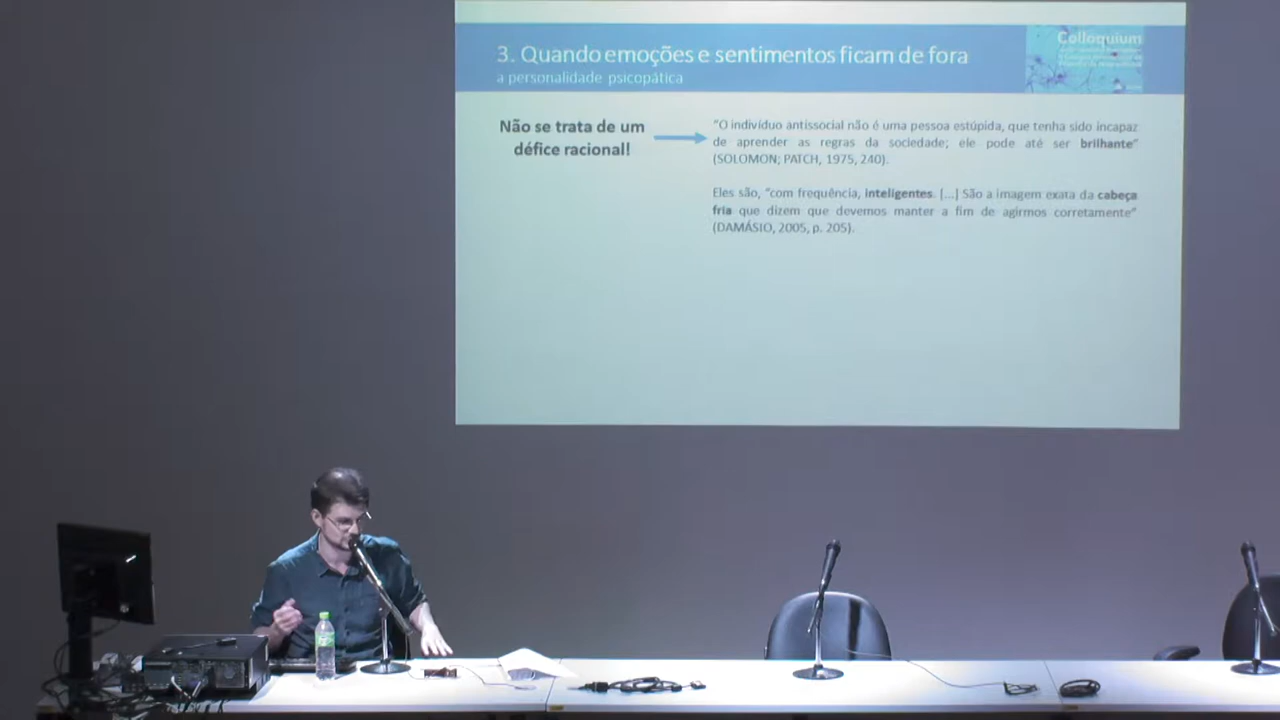 3. Quando emoções e sentimentos ficam de fora
a personalidade psicopática
Colloquium
Não se trata de um
défice racional!
"O indivíduo antissocial não é uma pessoa estúpida, que tenha sido incapaz
de aprender as regras da sociedade; ele pode até ser brilhante"
(SOLOMON; PATCH, 1975, 240).
Eles são, "com frequência, inteligentes. [...] São a imagem exata da cabeça
fria que dizem que devemos manter a fim de agirmos corretamente"
(DAMÁSIO, 2005, p. 205).